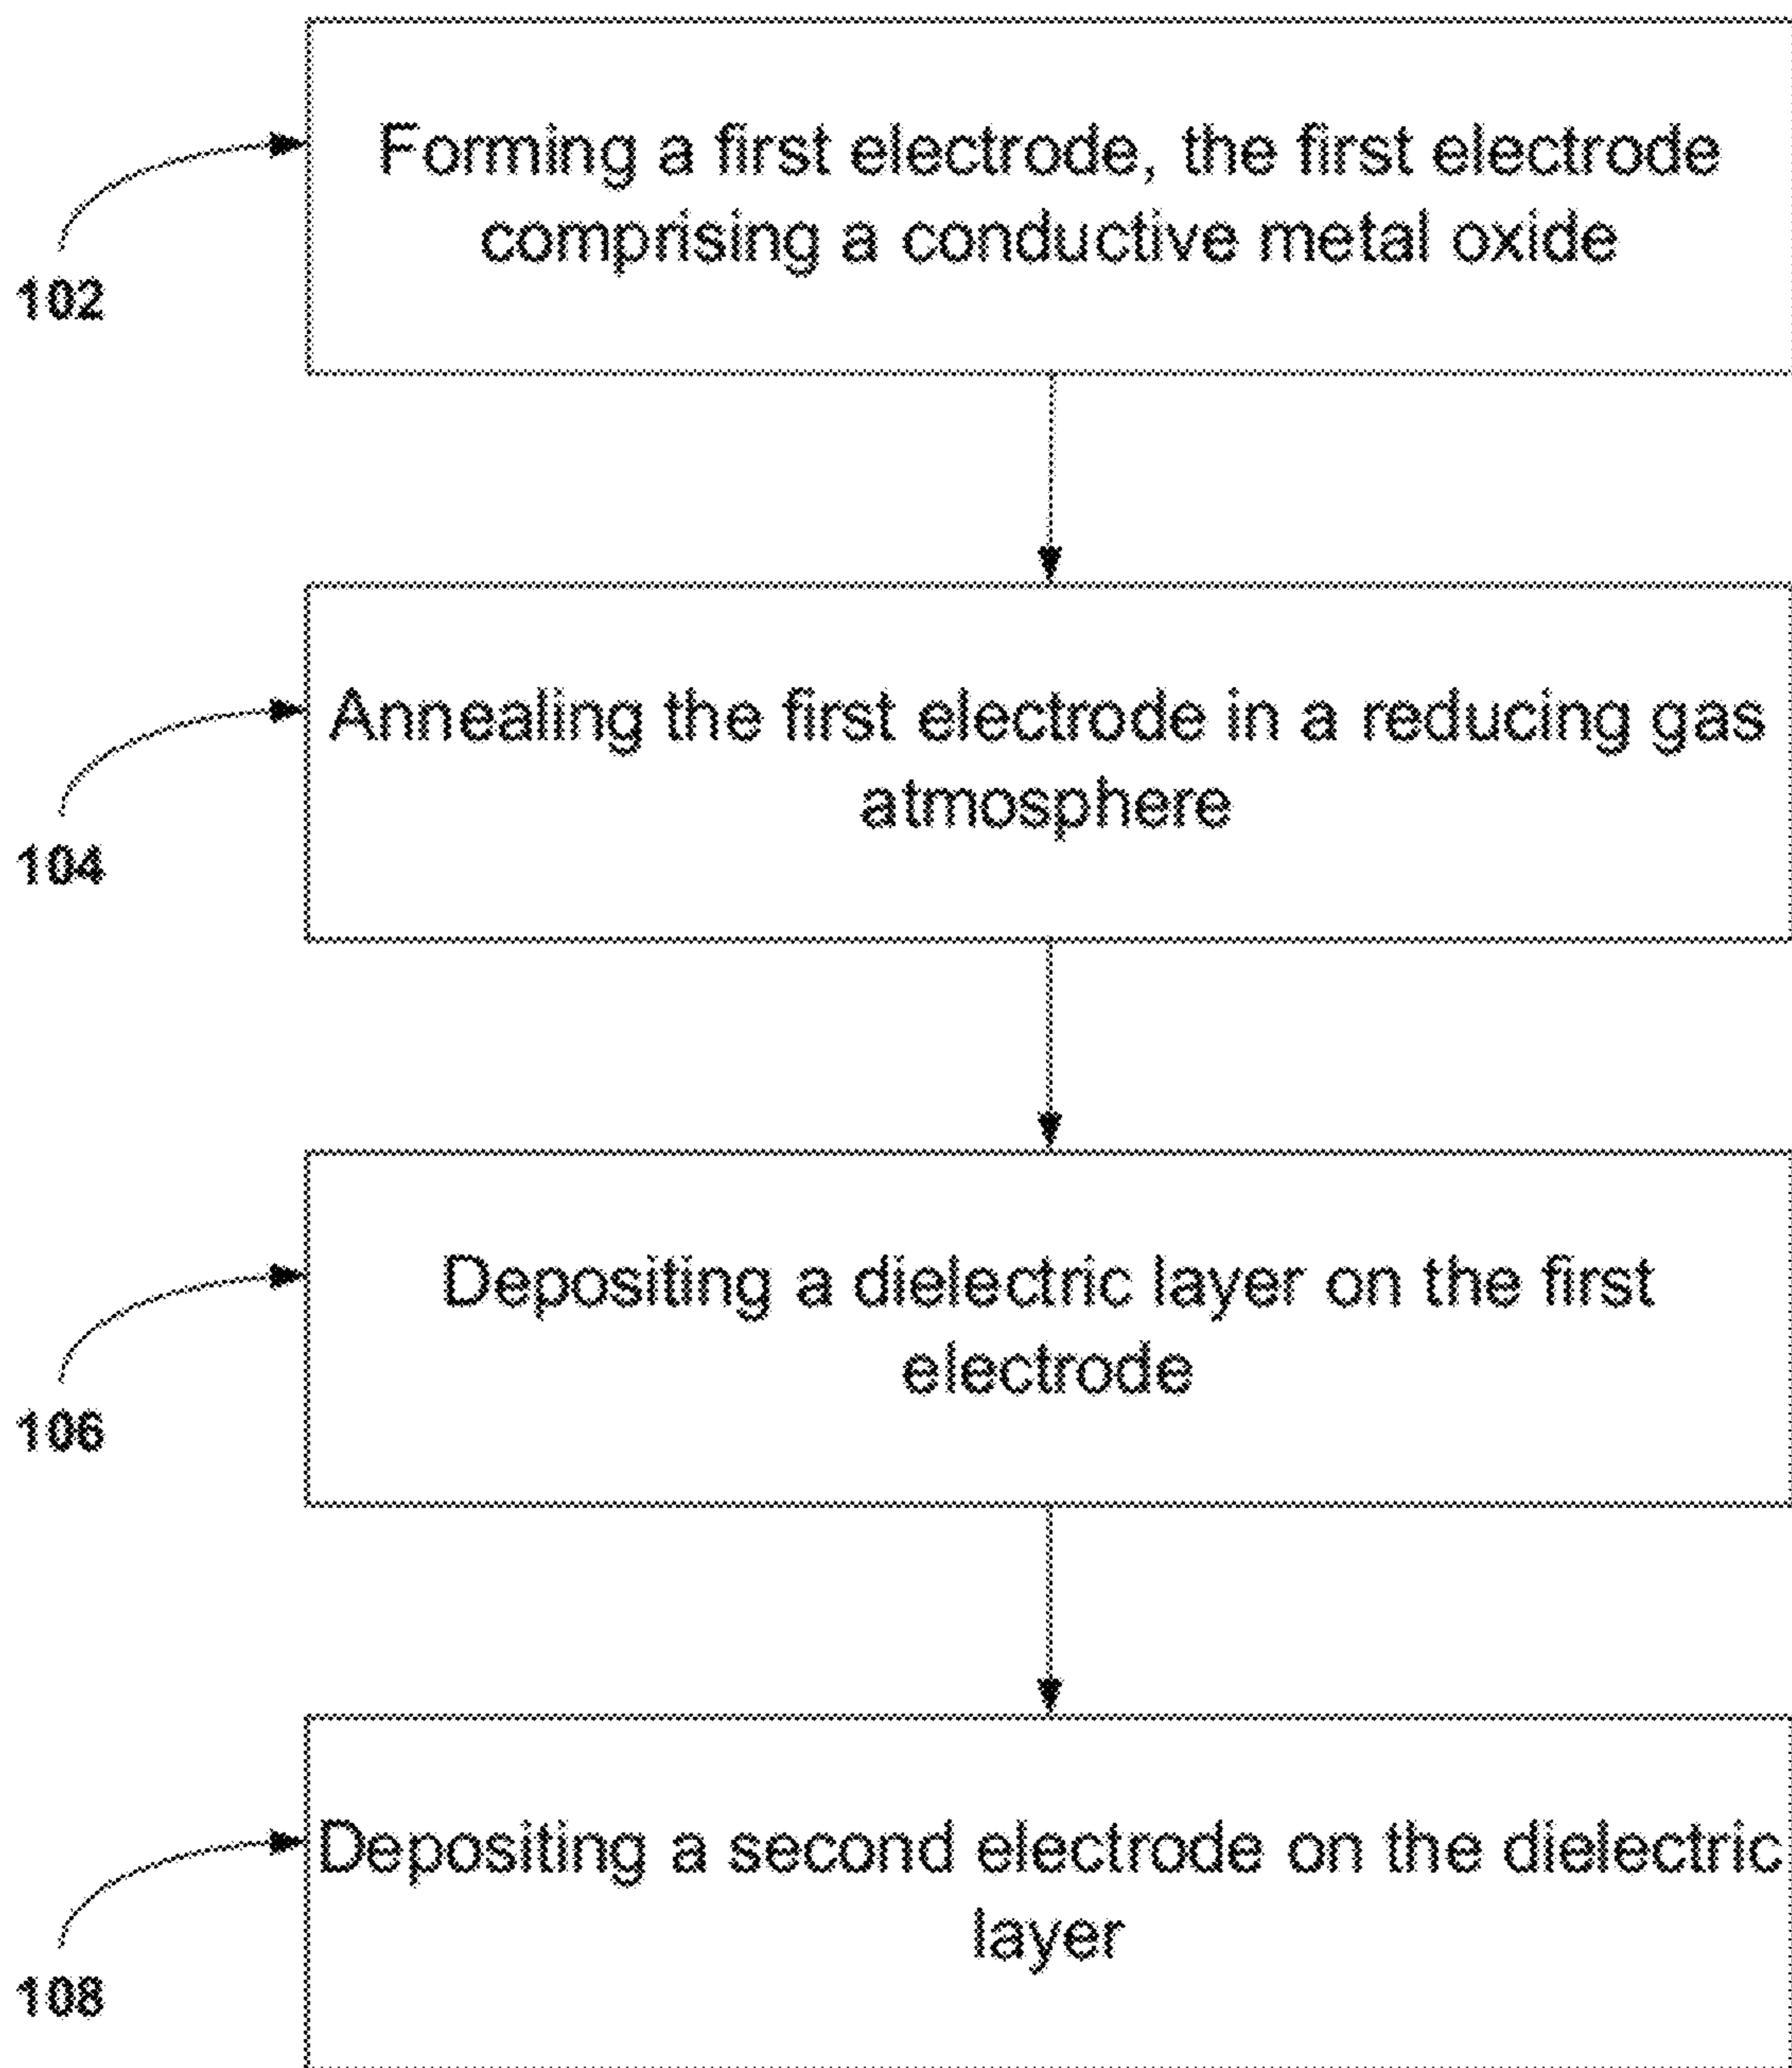 Forming a first electrode, the first electrode
comprising a conductive metal oxide
102
Annealing the first electrode in a reducing gas
atmosphere
104
Depositing a dielectric layer on the first
electrode
106
Depositing a second electrode on the dielectric
layer
108